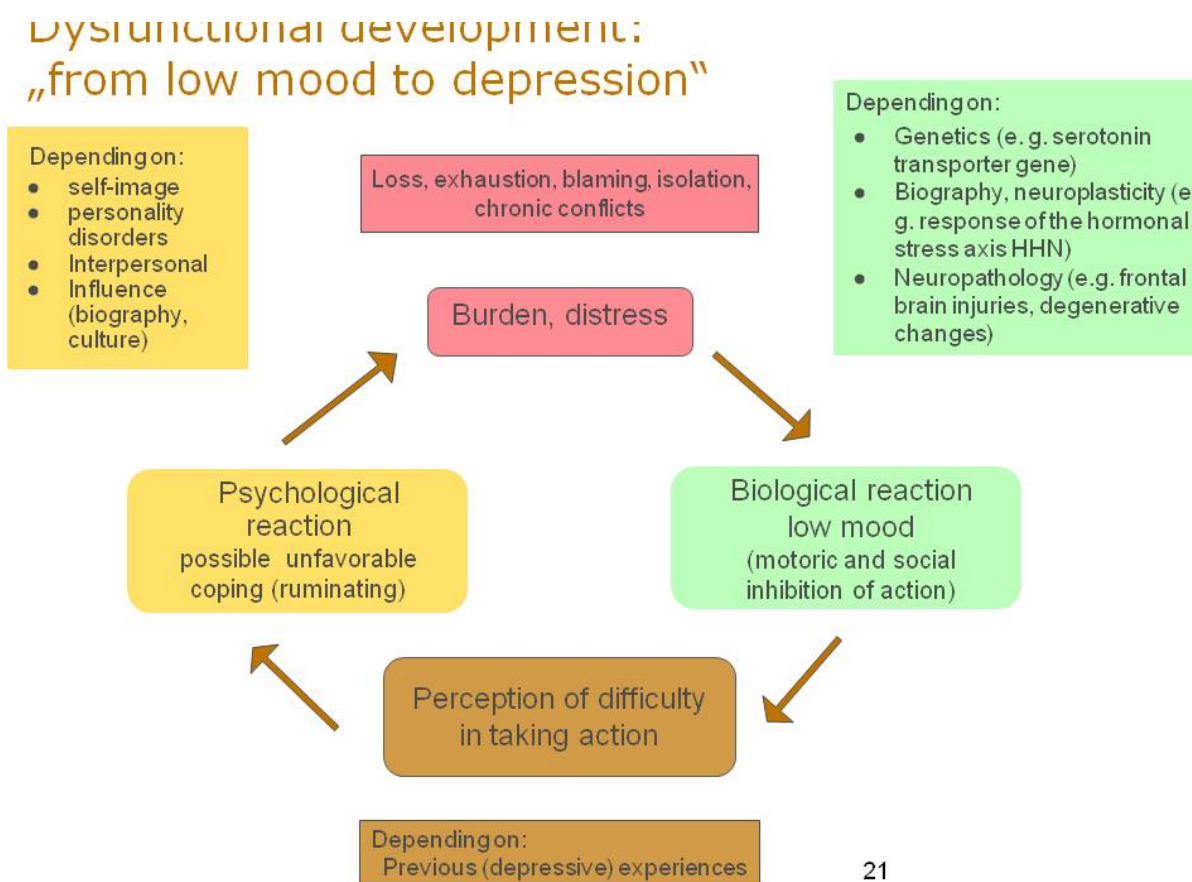 Dysfunctional development:
„from low mood to depression“
Depending on:
● self-image
● personality
disorders
● Interpersonal
● Influence
(biography,
culture)
Loss, exhaustion, blaming, isolation,
chronic conflicts
Depending on:
● Genetics (e. g. serotonin
transporter gene)
● Biography, neuroplasticity (e
g. response of the hormonal
stress axis HHN)
● Neuropathology (e.g. frontal
brain injuries, degenerative
changes)
Burden, distress
Psychological
reaction
possible unfavorable
coping (ruminating)
Biological reaction
low mood
(motoric and social
inhibition of action)
Perception of difficulty
in taking action
Depending on:
Previous (depressive) experiences
21